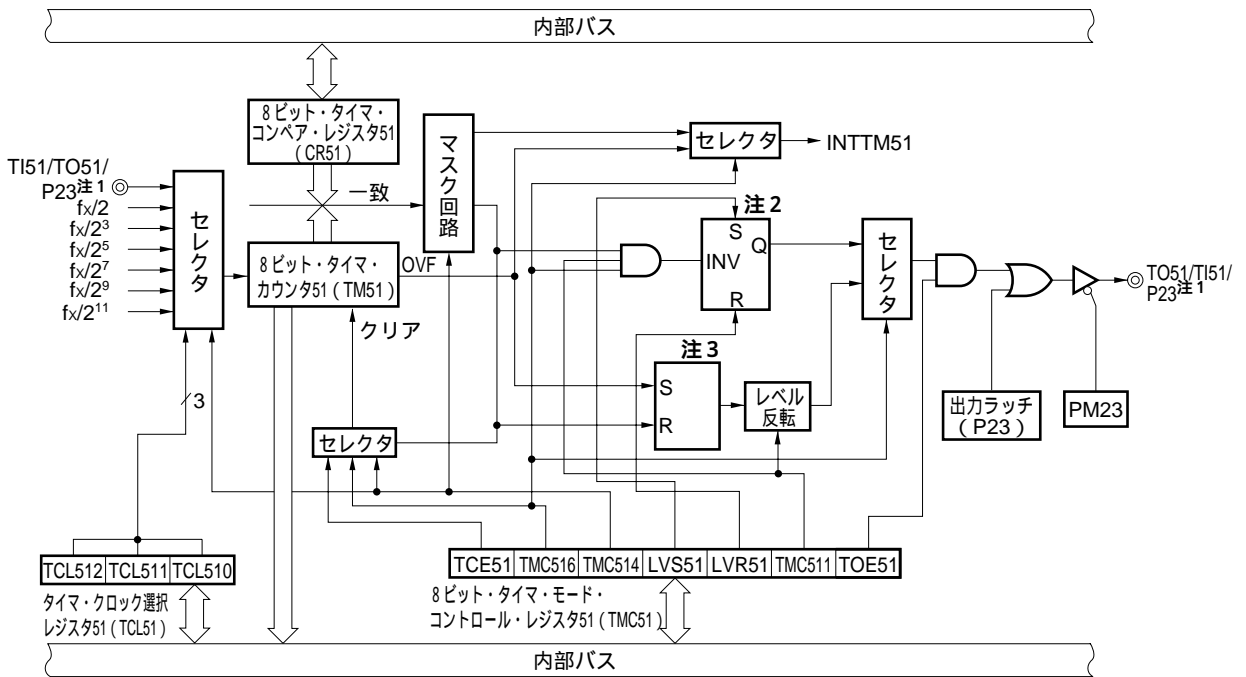 内部バス
8ビット・タイマ・
コンペア・レジスタ51
(CR51)
マスク回路
セレクタ
INTTM51
TI51/TO51/
P23注1
fx/2
fx/2³
fx/2⁵
fx/2⁷
fx/2⁹
fx/2¹¹
セレクタ
一致
8ビット・タイマ・
カウンタ51(TM51)
OVF
クリア
注2
S
Q
INV
R
セレクタ
TO51/TI51/
P23注1
注3
S
R
レベル
反転
出力ラッチ
(P23)
PM23
3
セレクタ
TCL512 TCL511 TCL510
タイマ・クロック選択
レジスタ51(TCL51)
TCE51 TMC516 TMC514 LVS51 LVR51 TMC511 TOE51
8ビット・タイマ・モード・
コントロール・レジスタ51(TMC51)
内部バス